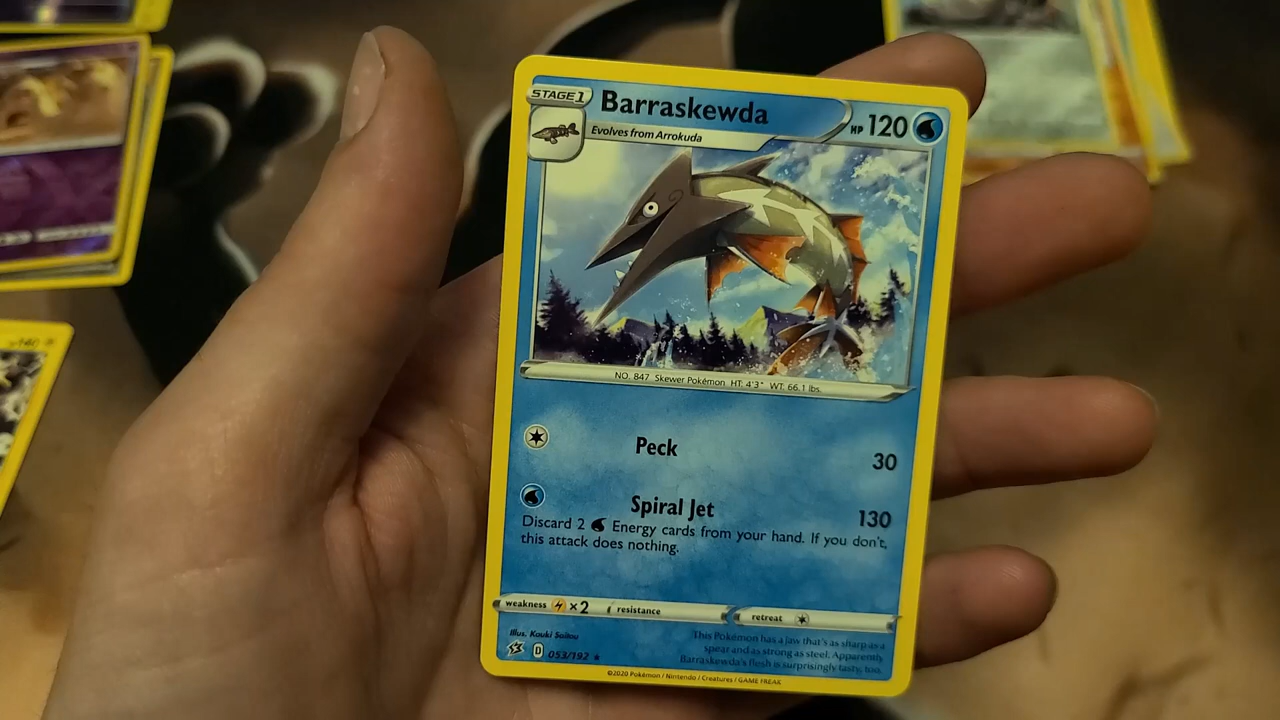 STAGE 1
Barraskewda
HP 120
Evolves from Arrokuda
NO. 847 Skewer Pokémon HT: 4'3" WT: 66.1 lbs.
Peck 30
Spiral Jet 130
Discard 2 Energy cards from your hand. If you don't,
this attack does nothing.
weakness ×2 resistance retreat
Illus. Kouki Saitou
D 053/192 ★
This Pokémon has a jaw that's as sharp as a
spear and as strong as steel. Apparently
Barraskewda's flesh is surprisingly tasty, too.
©2020 Pokémon / Nintendo / Creatures / GAME FREAK